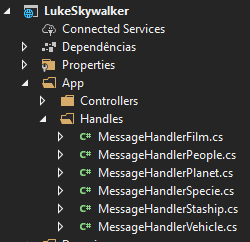 LukeSkywalker
Connected Services
Dependências
Properties
App
Controllers
Handles
C# MessageHandlerFilm.cs
C# MessageHandlerPeople.cs
C# MessageHandlerPlanet.cs
C# MessageHandlerSpecie.cs
C# MessageHandlerStaship.cs
C# MessageHandlerVehicle.cs